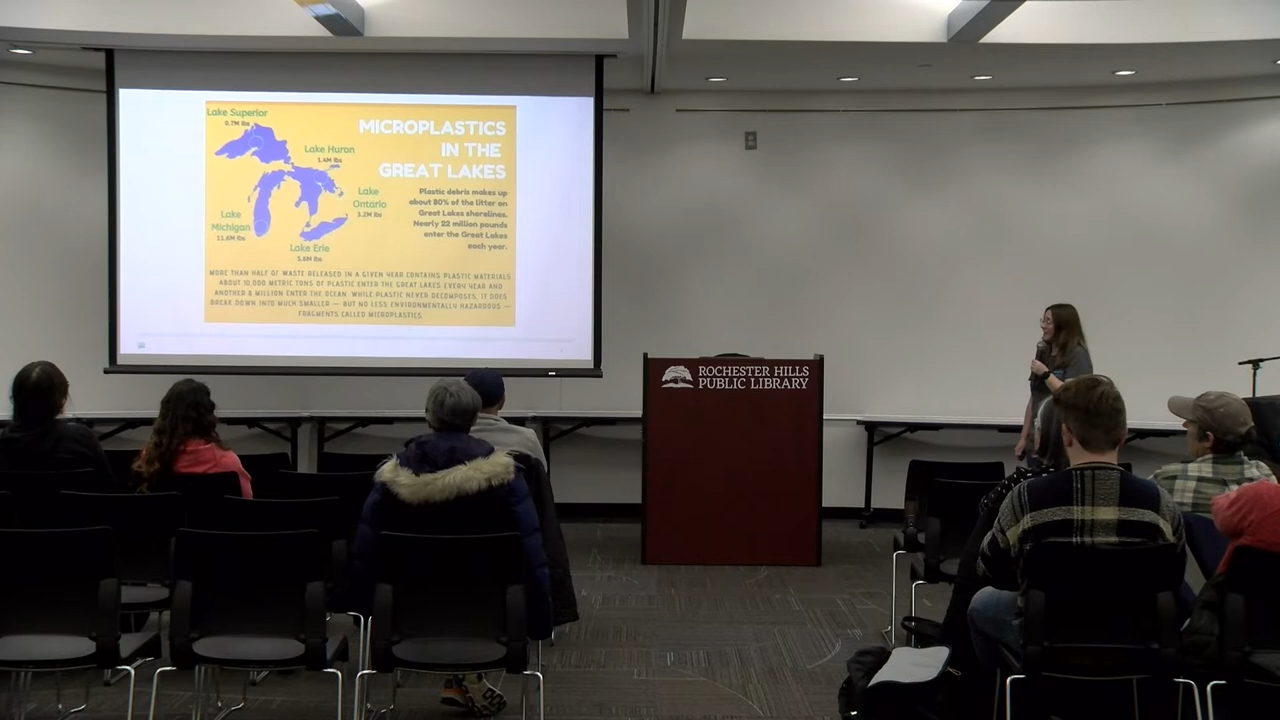 Lake Superior
0.7M lbs
MICROPLASTICS
IN THE
GREAT LAKES
Lake Huron
1.4M lbs
Lake
Ontario
3.2M lbs
Plastic debris makes up
about 80% of the litter on
Great Lakes shorelines.
Nearly 22 million pounds
enter the Great Lakes
each year.
Lake
Michigan
11.6M lbs
Lake Erie
5.6M lbs
MORE THAN HALF OF WASTE RELEASED IN A GIVEN YEAR CONTAINS PLASTIC MATERIALS
ABOUT 10,000 METRIC TONS OF PLASTIC ENTER THE GREAT LAKES EVERY YEAR AND
ANOTHER 8 MILLION ENTER THE OCEAN. WHILE PLASTIC NEVER DECOMPOSES, IT DOES
BREAK DOWN INTO MUCH SMALLER — BUT NO LESS ENVIRONMENTALLY HAZARDOUS —
FRAGMENTS CALLED MICROPLASTICS.
ROCHESTER HILLS
PUBLIC LIBRARY